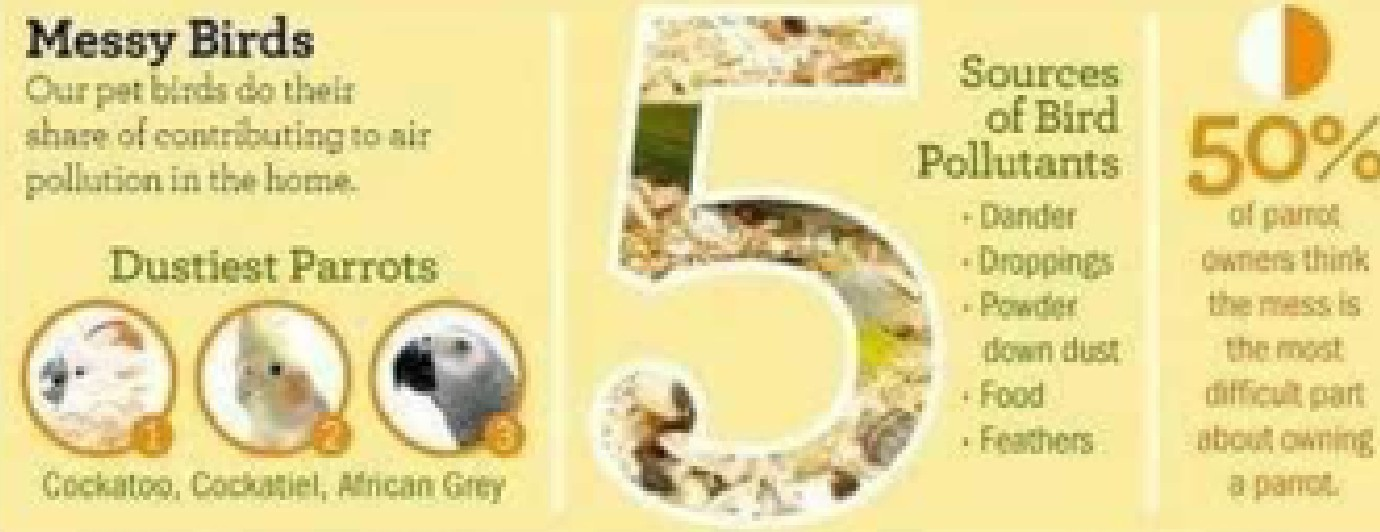 Messy Birds
Our pet birds do their
share of contributing to air
pollution in the home.
Dustiest Parrots
1
2
3
Cockatoo, Cockatiel, African Grey
5
Sources
of Bird
Pollutants
· Dander
· Droppings
· Powder
down dust
· Food
· Feathers
50%
of parrot
owners think
the mess is
the most
difficult part
about owning
a parrot.